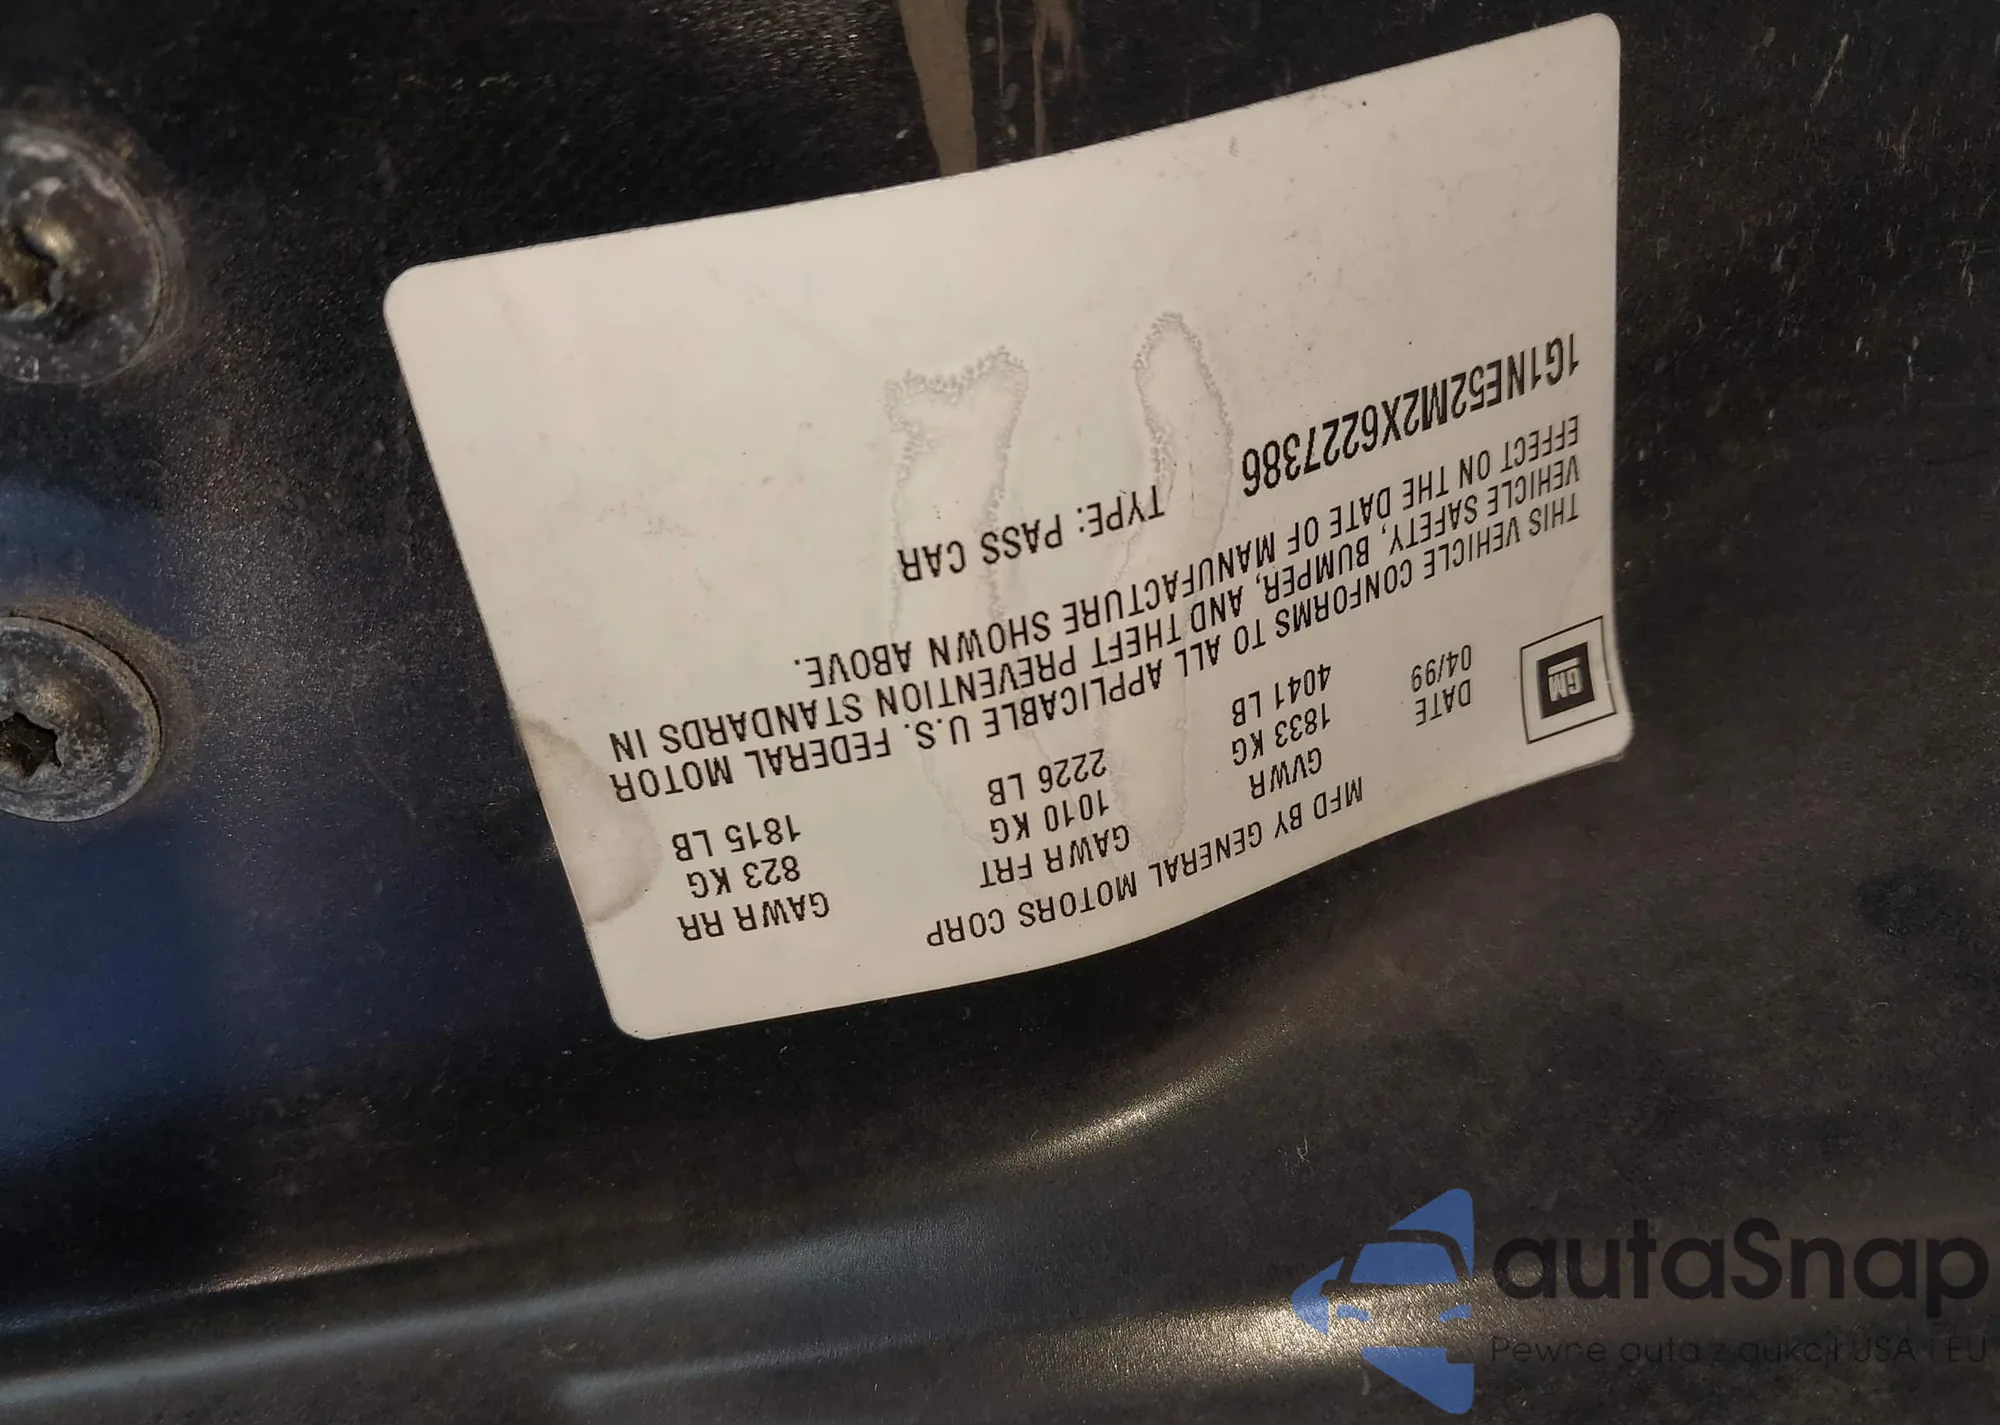 MFD BY GENERAL MOTORS CORP
GM
DATE GVWR GAWR FRT GAWR RR
04/99 1833 KG 1010 KG 823 KG
4041 LB 2226 LB 1815 LB
THIS VEHICLE CONFORMS TO ALL APPLICABLE U.S. FEDERAL MOTOR
VEHICLE SAFETY, BUMPER, AND THEFT PREVENTION STANDARDS IN
EFFECT ON THE DATE OF MANUFACTURE SHOWN ABOVE.
1G1NE52M2X6227386 TYPE: PASS CAR
autaSnap
Pewne auta z aukcji USA i EU